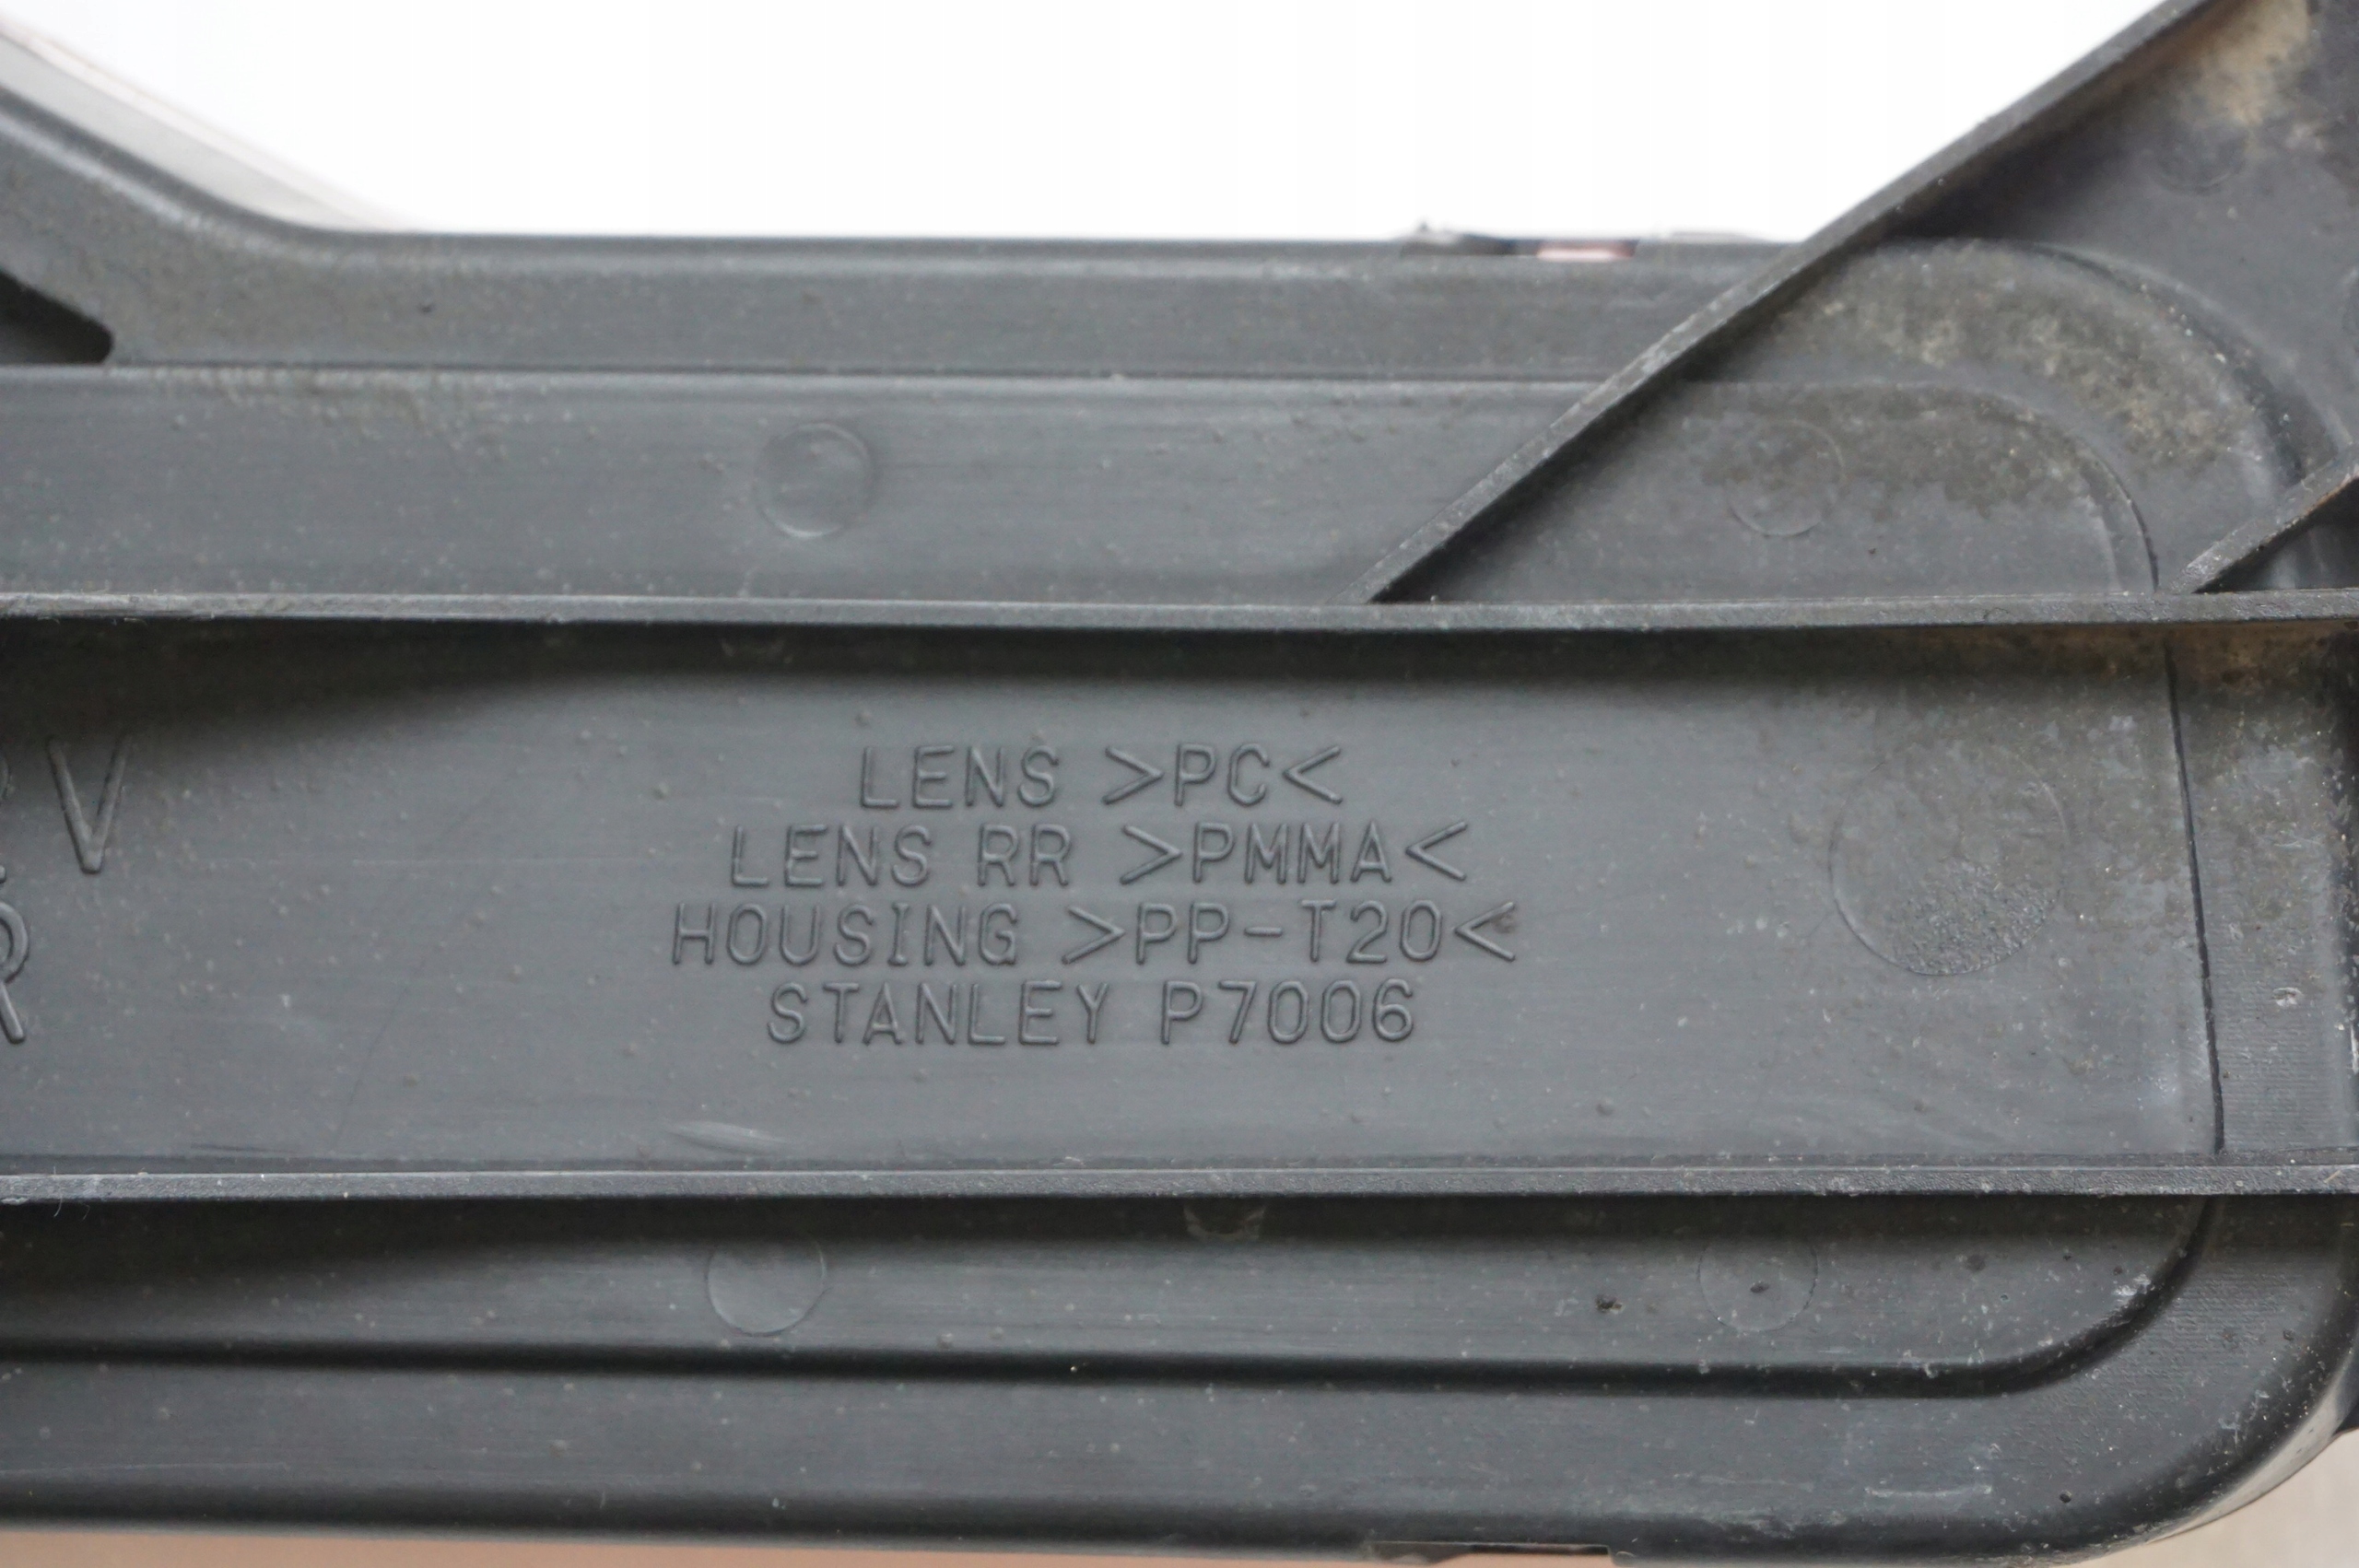 LENS >PC<
LENS RR >PMMA<
HOUSING >PP-T20<
STANLEY P7006
V
R